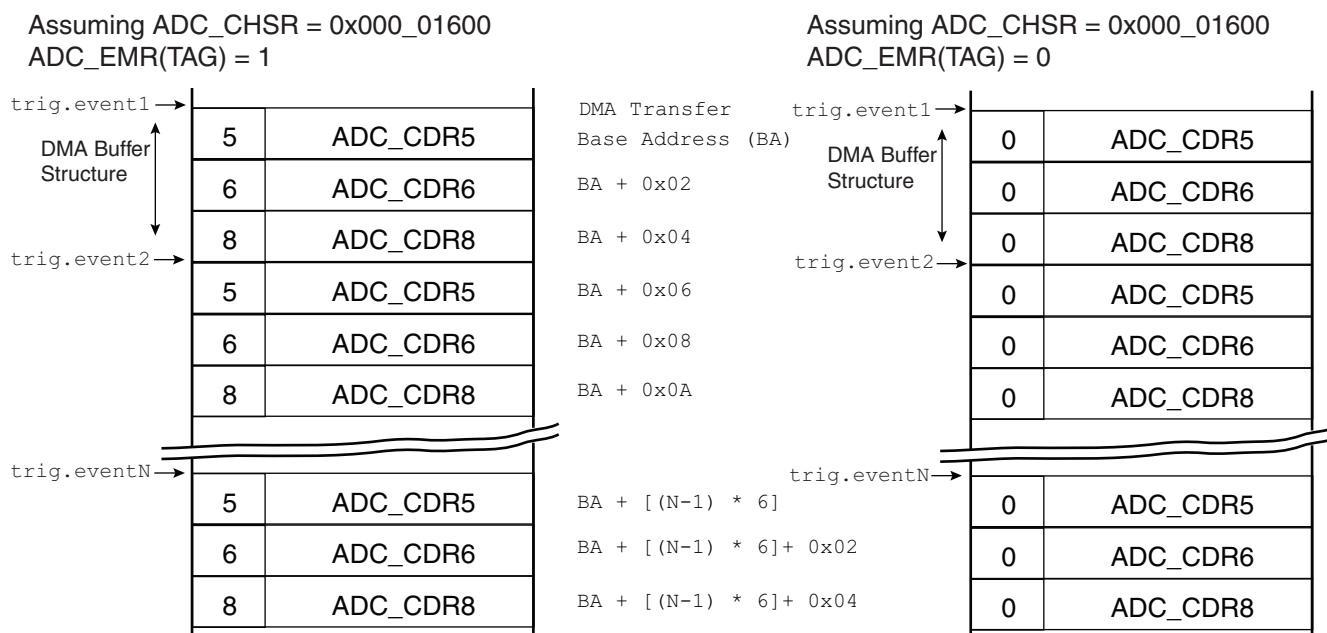 Assuming ADC_CHSR = 0x000_01600
ADC_EMR(TAG) = 1
trig.event1
DMA Buffer
Structure
5 ADC_CDR5
6 ADC_CDR6
8 ADC_CDR8
trig.event2
5 ADC_CDR5
6 ADC_CDR6
8 ADC_CDR8
trig.eventN
5 ADC_CDR5
6 ADC_CDR6
8 ADC_CDR8
DMA Transfer
Base Address (BA)
BA + 0x02
BA + 0x04
BA + 0x06
BA + 0x08
BA + 0x0A
BA + [(N-1) * 6]
BA + [(N-1) * 6]+ 0x02
BA + [(N-1) * 6]+ 0x04
Assuming ADC_CHSR = 0x000_01600
ADC_EMR(TAG) = 0
trig.event1
DMA Buffer
Structure
0 ADC_CDR5
0 ADC_CDR6
0 ADC_CDR8
trig.event2
0 ADC_CDR5
0 ADC_CDR6
0 ADC_CDR8
trig.eventN
0 ADC_CDR5
0 ADC_CDR6
0 ADC_CDR8